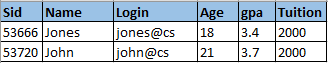 Sid Name Login Age gpa Tuition
53666 Jones jones@cs 18 3.4 2000
53720 John john@cs 21 3.7 2000